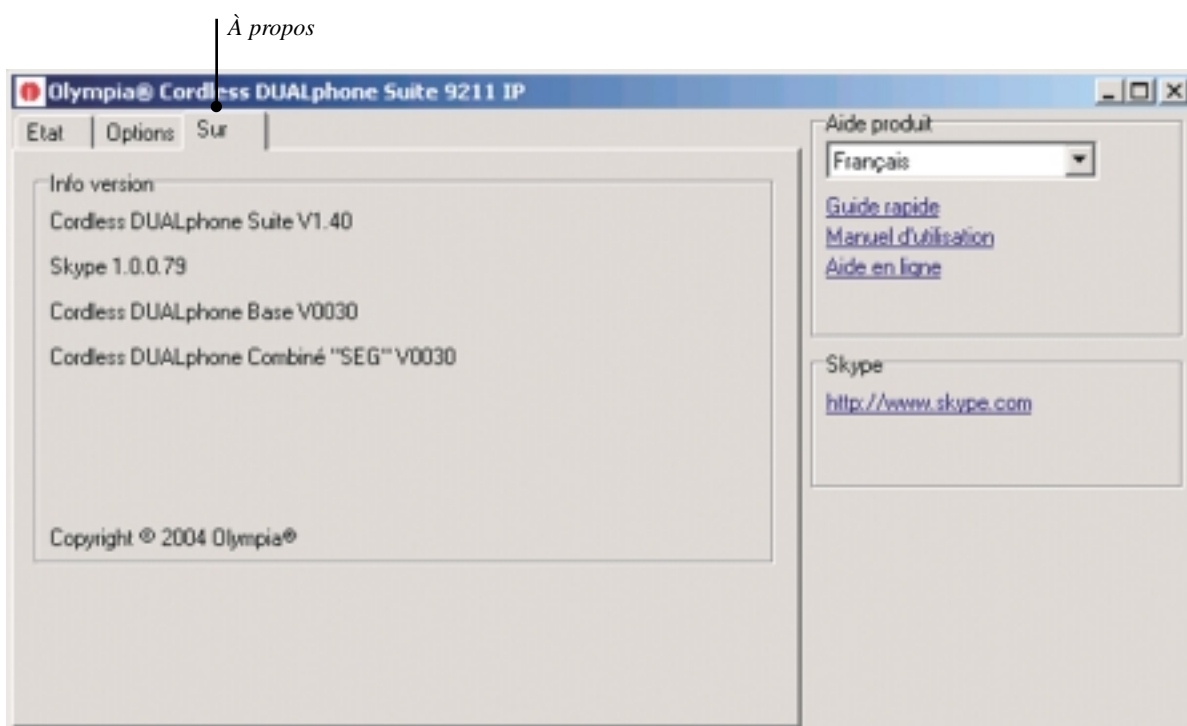 À propos
Olympia® Cordless DUALphone Suite 9211 IP
Etat Options Sur
Info version
Cordless DUALphone Suite V1.40
Skype 1.0.0.79
Cordless DUALphone Base V0030
Cordless DUALphone Combiné "SEG" V0030
Copyright © 2004 Olympia®
Aide produit
Français
Guide rapide
Manuel d'utilisation
Aide en ligne
Skype
http://www.skype.com